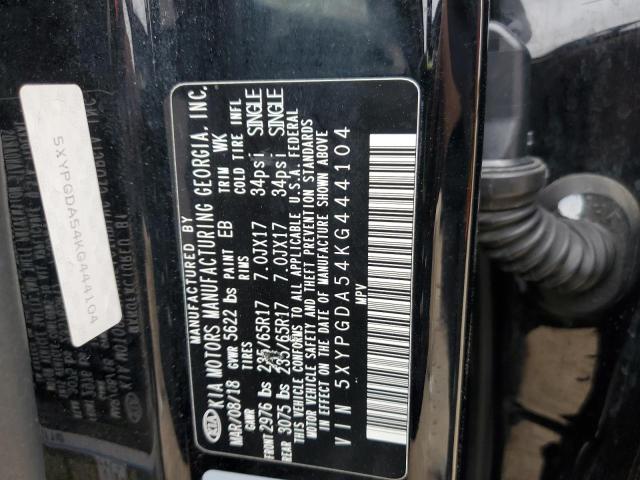 MANUFACTURED BY
KIA KIA MOTORS MANUFACTURING GEORGIA, INC.
MAR/08/18 GVWR 5622 lbs PAINT EB TRIM WK
GAWR TIRES RIMS COLD TIRE INFL
FRONT 2976 lbs 235/65R17 7.0JX17 34psi SINGLE
REAR 3075 lbs 235/65R17 7.0JX17 34psi SINGLE
THIS VEHICLE CONFORMS TO ALL APPLICABLE U.S.A FEDERAL
MOTOR VEHICLE SAFETY AND THEFT PREVENTION STANDARDS
IN EFFECT ON THE DATE OF MANUFACTURE SHOWN ABOVE
VIN 5XYPGDA54KG444104
MPV
5XYPGDA54KG444104